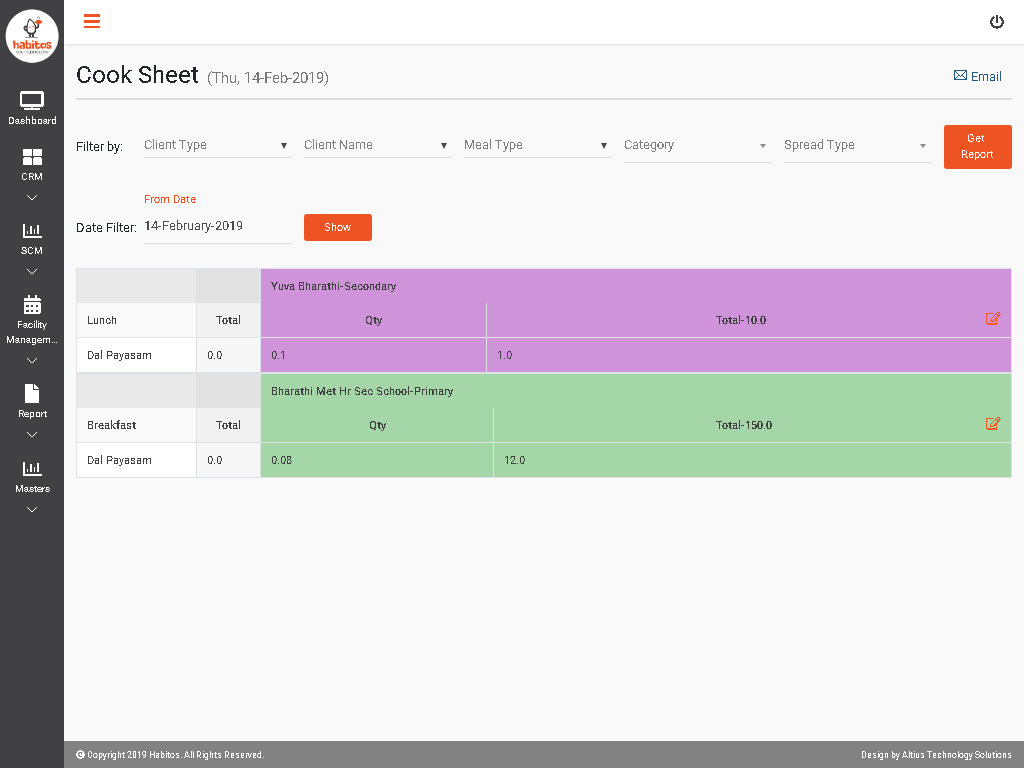 habitos
Dashboard
CRM
SCM
Facility
Managem...
Report
Masters
Cook Sheet (Thu, 14-Feb-2019)
Email
Filter by:
Client Type
Client Name
Meal Type
Category
Spread Type
Get
Report
From Date
Date Filter: 14-February-2019
Show
Yuva Bharathi-Secondary
Lunch Total Qty Total-10.0
Dal Payasam 0.0 0.1 1.0
Bharathi Met Hr Sec School-Primary
Breakfast Total Qty Total-150.0
Dal Payasam 0.0 0.08 12.0
Copyright 2019 Habitos. All Rights Reserved.
Design by Altius Technology Solutions